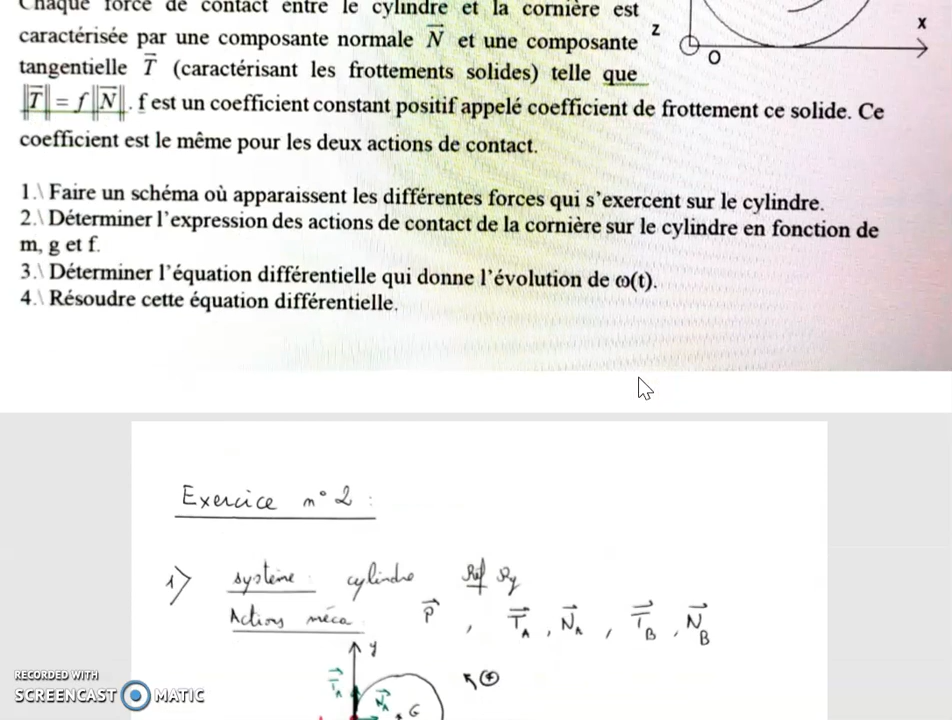 Chaque force de contact entre le cylindre et la cornière est
caractérisée par une composante normale N⃗ et une composante
tangentielle T⃗ (caractérisant les frottements solides) telle que
‖T⃗‖ = f‖N⃗‖. f est un coefficient constant positif appelé coefficient de frottement ce solide. Ce
coefficient est le même pour les deux actions de contact.
z
O
x
1.\ Faire un schéma où apparaissent les différentes forces qui s'exercent sur le cylindre.
2.\ Déterminer l'expression des actions de contact de la cornière sur le cylindre en fonction de
m, g et f.
3.\ Déterminer l'équation différentielle qui donne l'évolution de ω(t).
4.\ Résoudre cette équation différentielle.
Exercice n° 2 :
1) système : cylindre Réf Rg
Actions méca : P⃗ , T⃗A , N⃗A , T⃗B , N⃗B
y
T⃗A
N⃗A
G
+
RECORDED WITH
SCREENCAST MATIC